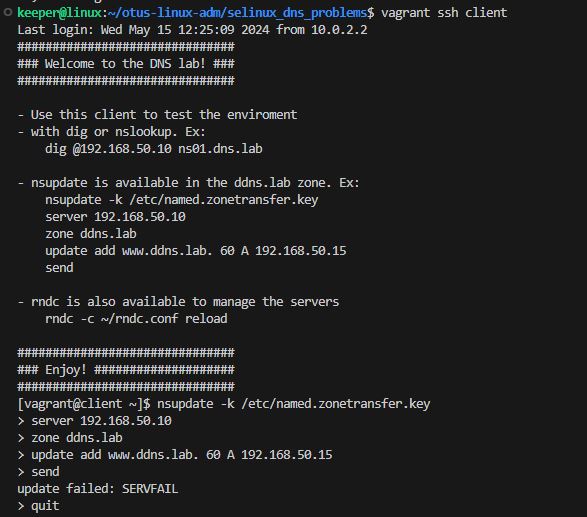 keeper@linux:~/otus-linux-adm/selinux_dns_problems$ vagrant ssh client
Last login: Wed May 15 12:25:09 2024 from 10.0.2.2
###############################
### Welcome to the DNS lab! ###
###############################

- Use this client to test the enviroment
- with dig or nslookup. Ex:
    dig @192.168.50.10 ns01.dns.lab

- nsupdate is available in the ddns.lab zone. Ex:
    nsupdate -k /etc/named.zonetransfer.key
    server 192.168.50.10
    zone ddns.lab
    update add www.ddns.lab. 60 A 192.168.50.15
    send

- rndc is also available to manage the servers
    rndc -c ~/rndc.conf reload

###############################
### Enjoy! ####################
###############################
[vagrant@client ~]$ nsupdate -k /etc/named.zonetransfer.key
> server 192.168.50.10
> zone ddns.lab
> update add www.ddns.lab. 60 A 192.168.50.15
> send
update failed: SERVFAIL
> quit